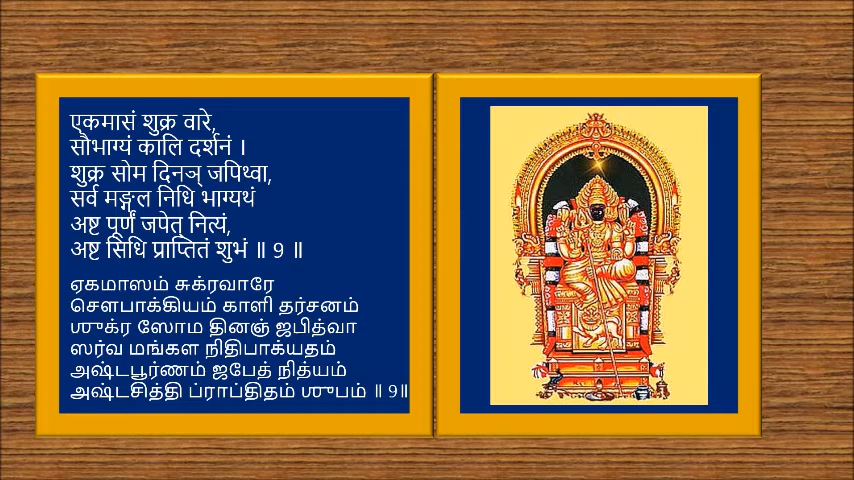 एकमासं शुक्र वारे,
सौभाग्यं कालि दर्शनं ।
शुक्र सोम दिनञ् जपिथ्वा,
सर्व मङ्गल निधि भाग्यथं
अष्ट पूर्णं जपेत् नित्यं,
अष्ट सिधि प्राप्तितं शुभं ॥ 9 ॥
ஏகமாஸம் சுக்ரவாரே
சௌபாக்கியம் காளி தர்சனம்
ஶுக்ர ஸோம தினஞ் ஜபித்வா
ஸர்வ மங்கள நிதிபாக்யதம்
அஷ்டபூர்ணம் ஜபேத் நித்யம்
அஷ்டசித்தி ப்ராப்திதம் ஶுபம் ॥ 9॥